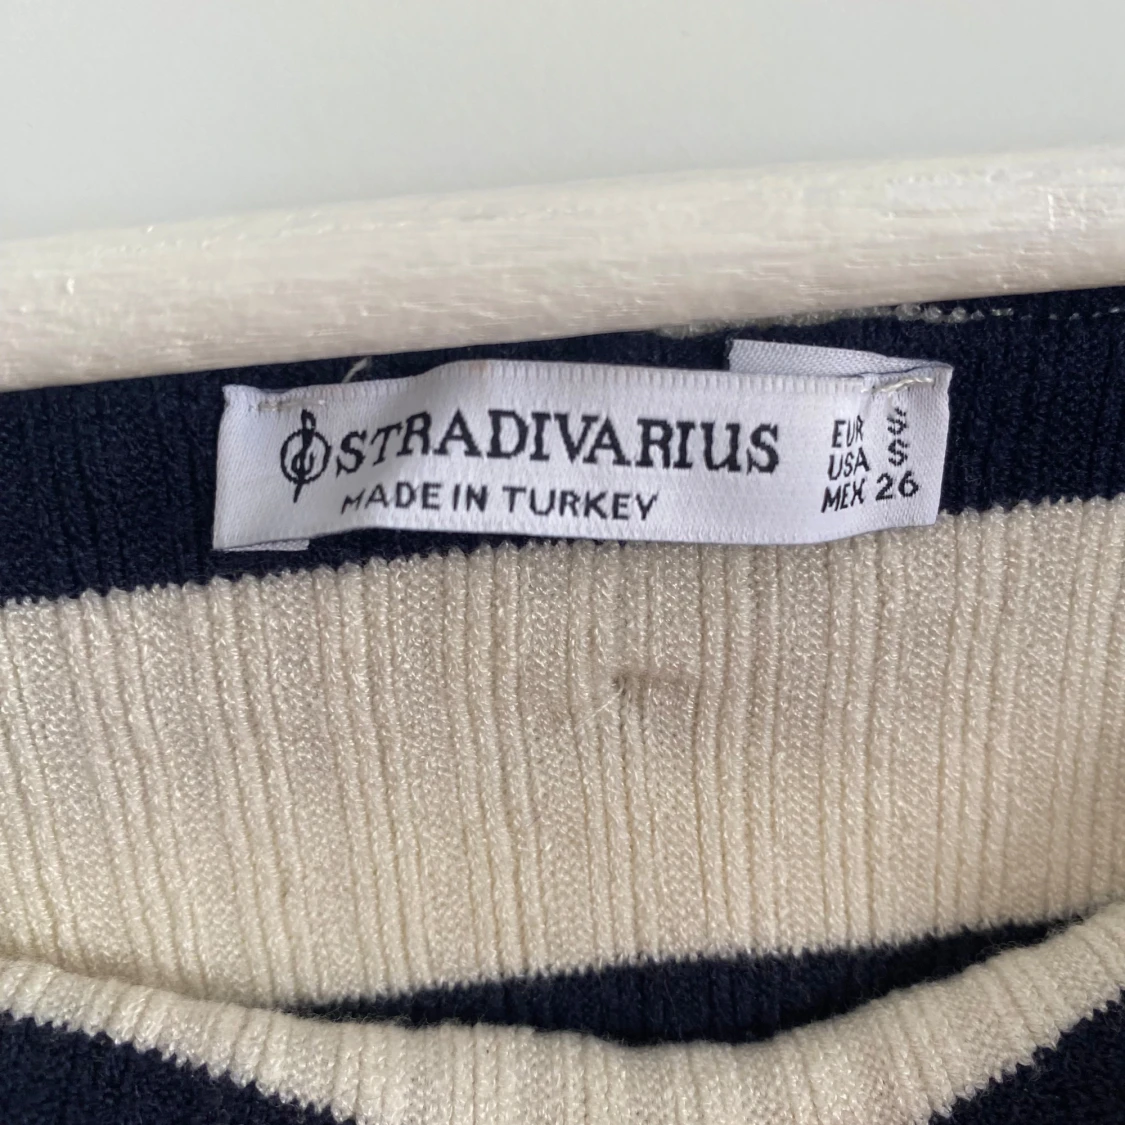 STRADIVARIUS
MADE IN TURKEY
EUR S
USA S
MEX 26